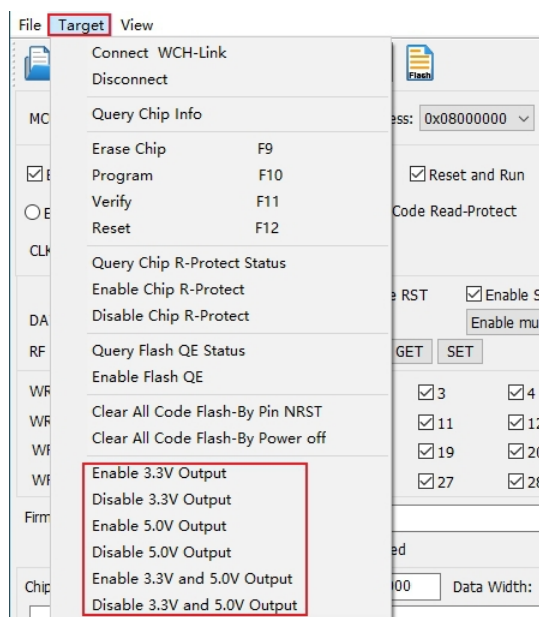 File Target View
Connect WCH-Link
Disconnect
Flash
Query Chip Info
ess: 0x08000000
Erase Chip F9
Program F10
Reset and Run
Verify F11
Code Read-Protect
Reset F12
CLK
Query Chip R-Protect Status
Enable Chip R-Protect
RST
Disable Chip R-Protect
DA
Enable mu
Query Flash QE Status
RF
GET SET
Enable Flash QE
3 4
Clear All Code Flash-By Pin NRST
11
Clear All Code Flash-By Power off
19
Enable 3.3V Output
27
Disable 3.3V Output
Enable 5.0V Output
Firm
Disable 5.0V Output
ed
Enable 3.3V and 5.0V Output
Chip
Data Width:
Disable 3.3V and 5.0V Output